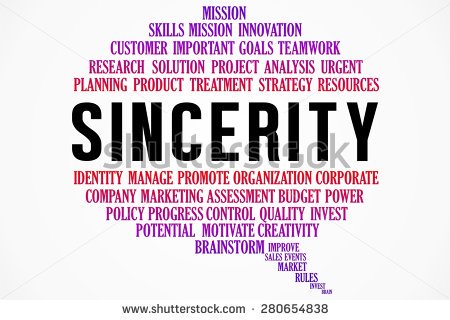 MISSION
SKILLS MISSION INNOVATION
CUSTOMER IMPORTANT GOALS TEAMWORK
RESEARCH SOLUTION PROJECT ANALYSIS URGENT
PLANNING PRODUCT TREATMENT STRATEGY RESOURCES
SINCERITY
shutterstock
IDENTITY MANAGE PROMOTE ORGANIZATION CORPORATE
COMPANY MARKETING ASSESSMENT BUDGET POWER
POLICY PROGRESS CONTROL QUALITY INVEST
POTENTIAL MOTIVATE CREATIVITY
BRAINSTORM IMPROVE
SALES EVENTS
MARKET
RULES
INVEST
BRAIN
www.shutterstock.com · 280654838